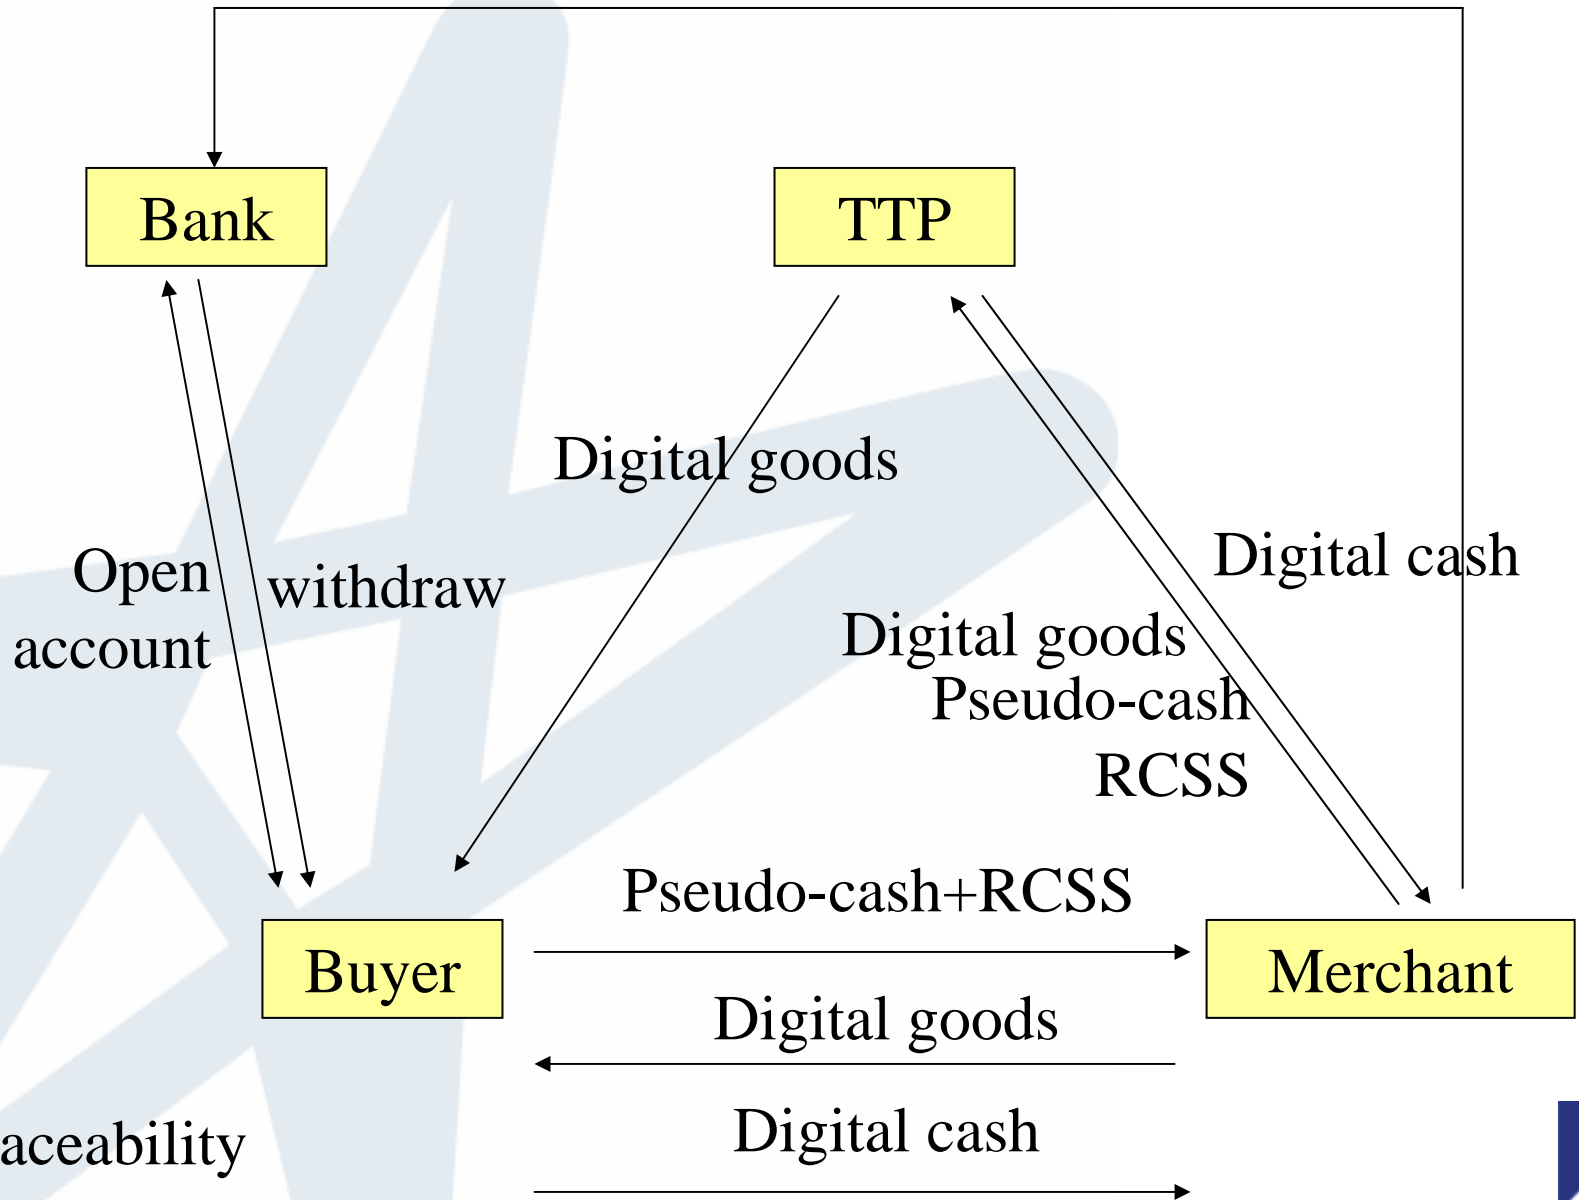 Bank
TTP
Digital goods
Open
account
withdraw
Digital cash
Digital goods
Pseudo-cash
RCSS
Pseudo-cash+RCSS
Buyer
Merchant
Digital goods
Digital cash
aceability